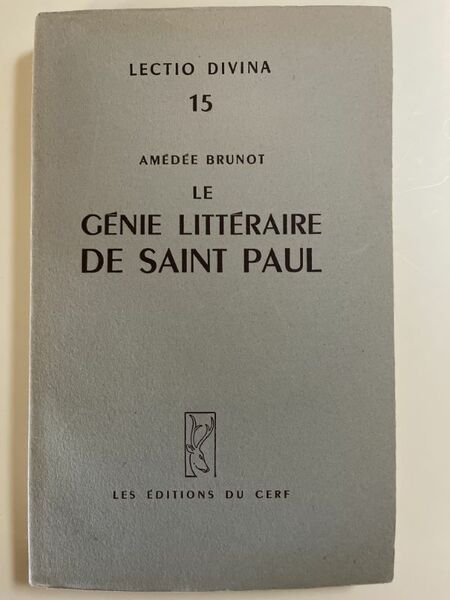 LECTIO DIVINA
15
AMÉDÉE BRUNOT
LE
GÉNIE LITTÉRAIRE
DE SAINT PAUL
LES ÉDITIONS DU CERF